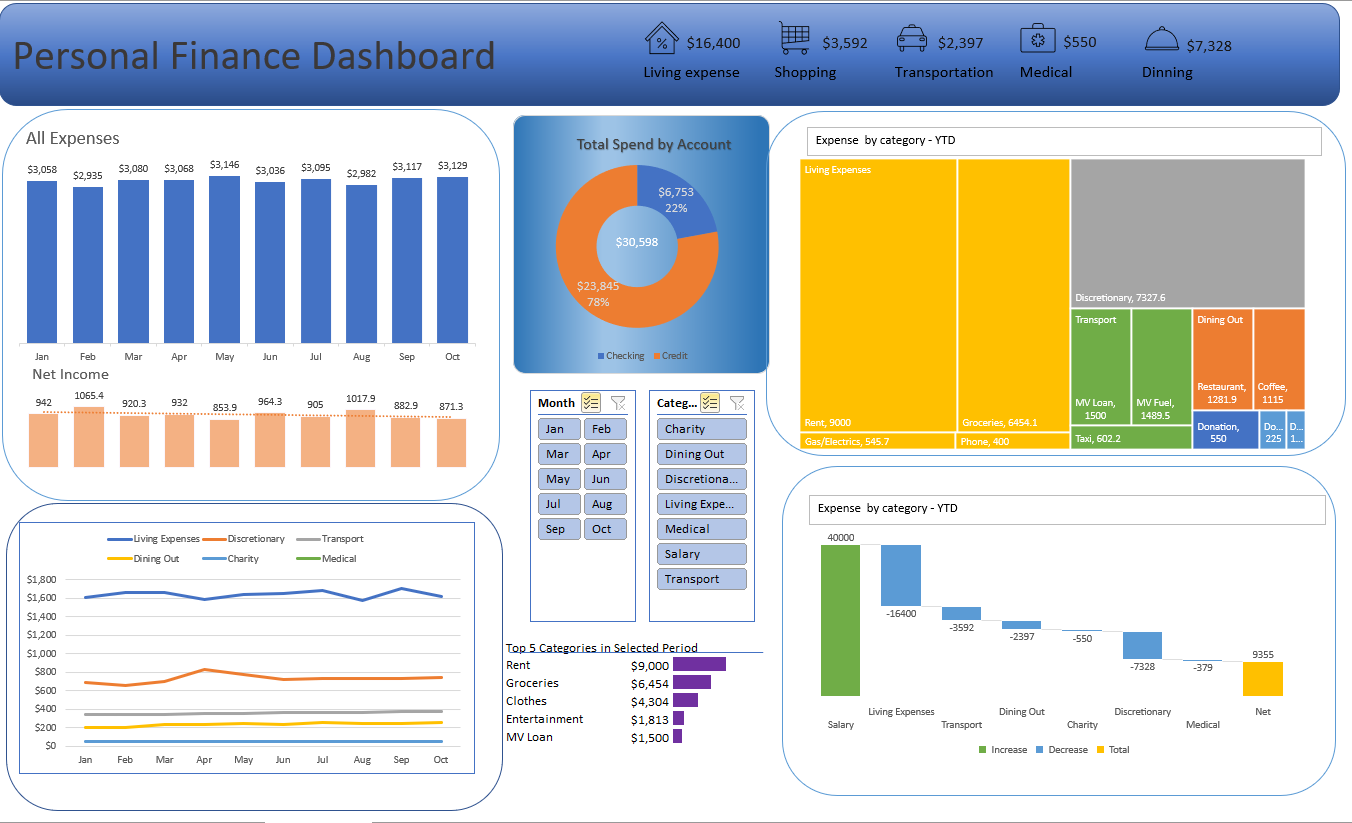 Personal Finance Dashboard
$16,400
Living expense
$3,592
Shopping
$2,397
Transportation
$550
Medical
$7,328
Dinning
All Expenses
$3,058 $2,935 $3,080 $3,068 $3,146 $3,036 $3,095 $2,982 $3,117 $3,129
Jan Feb Mar Apr May Jun Jul Aug Sep Oct
Net Income
942 1065.4 920.3 932 853.9 964.3 905 1017.9 882.9 871.3
Total Spend by Account
$6,753
22%
$30,598
$23,845
78%
Checking Credit
Expense by category - YTD
Living Expenses
Rent, 9000
Groceries, 6454.1
Gas/Electrics, 545.7
Phone, 400
Discretionary, 7327.6
Transport
MV Loan,
1500
MV Fuel,
1489.5
Taxi, 602.2
Dining Out
Restaurant,
1281.9
Coffee,
1115
Donation,
550
Do...
225
D...
1...
Month
Jan Feb
Mar Apr
May Jun
Jul Aug
Sep Oct
Categ...
Charity
Dining Out
Discretiona...
Living Expe...
Medical
Salary
Transport
Living Expenses Discretionary Transport
Dining Out Charity Medical
$1,800
$1,600
$1,400
$1,200
$1,000
$800
$600
$400
$200
$0
Jan Feb Mar Apr May Jun Jul Aug Sep Oct
Top 5 Categories in Selected Period
Rent $9,000
Groceries $6,454
Clothes $4,304
Entertainment $1,813
MV Loan $1,500
Expense by category - YTD
40000
-16400
-3592
-2397
-550
-7328
-379
9355
Living Expenses Dining Out Discretionary Net
Salary Transport Charity Medical
Increase Decrease Total